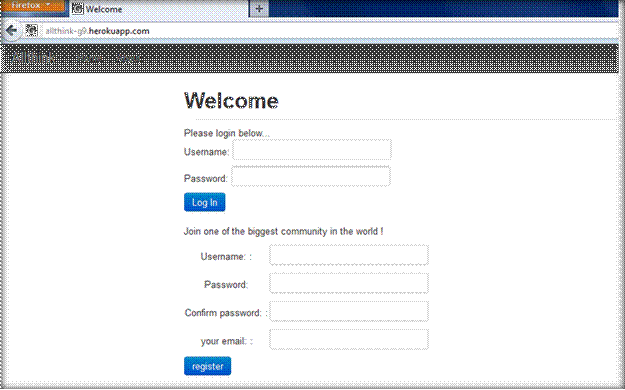 Firefox
Welcome
allthink-g9.herokuapp.com
Welcome
Please login below...
Username:
Password:
Log In
Join one of the biggest community in the world !
Username: :
Password:
Confirm password: :
your email: :
register